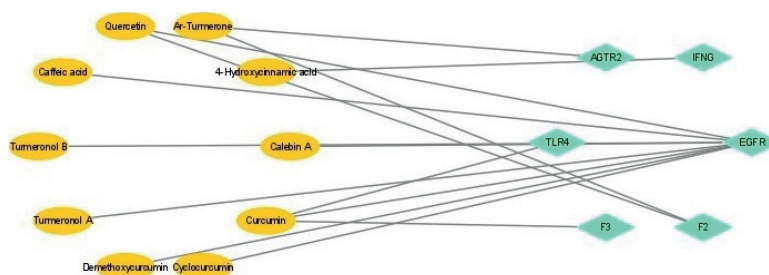 Quercetin
Ar-Turmerone
AGTR2
IFNG
Caffeic acid
4-Hydroxycinnamic acid
Turmeronol B
Calebin A
TLR4
EGFR
Turmeronol A
Curcumin
F3
F2
Demethoxycurcumin
Cyclocurcumin